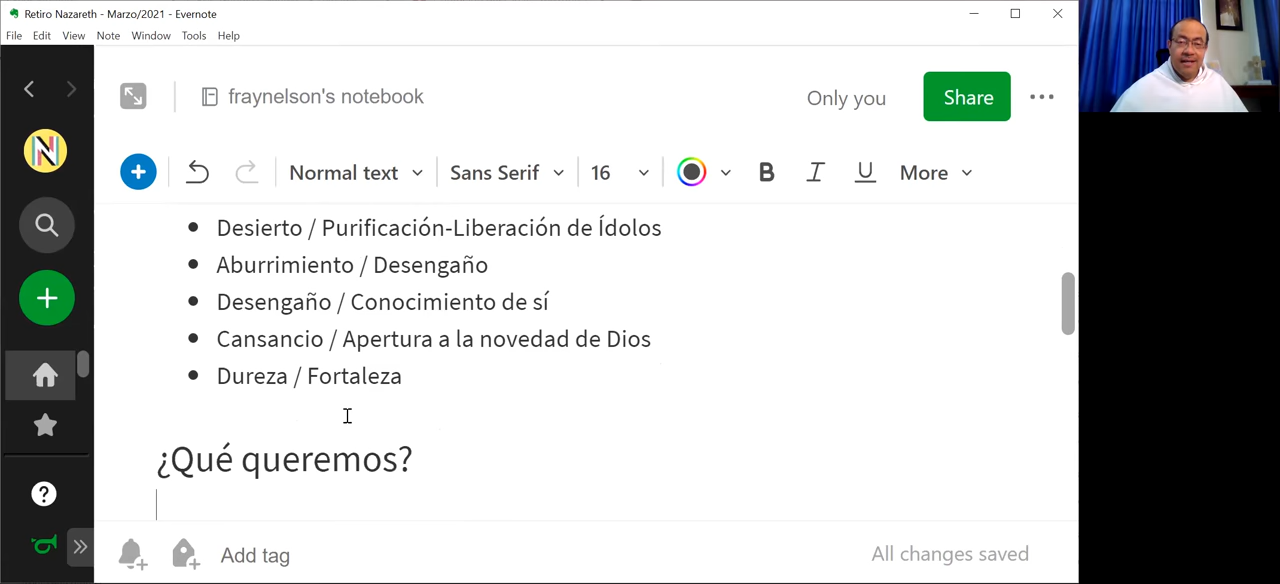 Retiro Nazareth - Marzo/2021 - Evernote
File Edit View Note Window Tools Help
fraynelson's notebook
Only you
Share
Normal text
Sans Serif
16
B I U
More
Desierto / Purificación-Liberación de Ídolos
Aburrimiento / Desengaño
Desengaño / Conocimiento de sí
Cansancio / Apertura a la novedad de Dios
Dureza / Fortaleza
¿Qué queremos?
Add tag
All changes saved
N
?